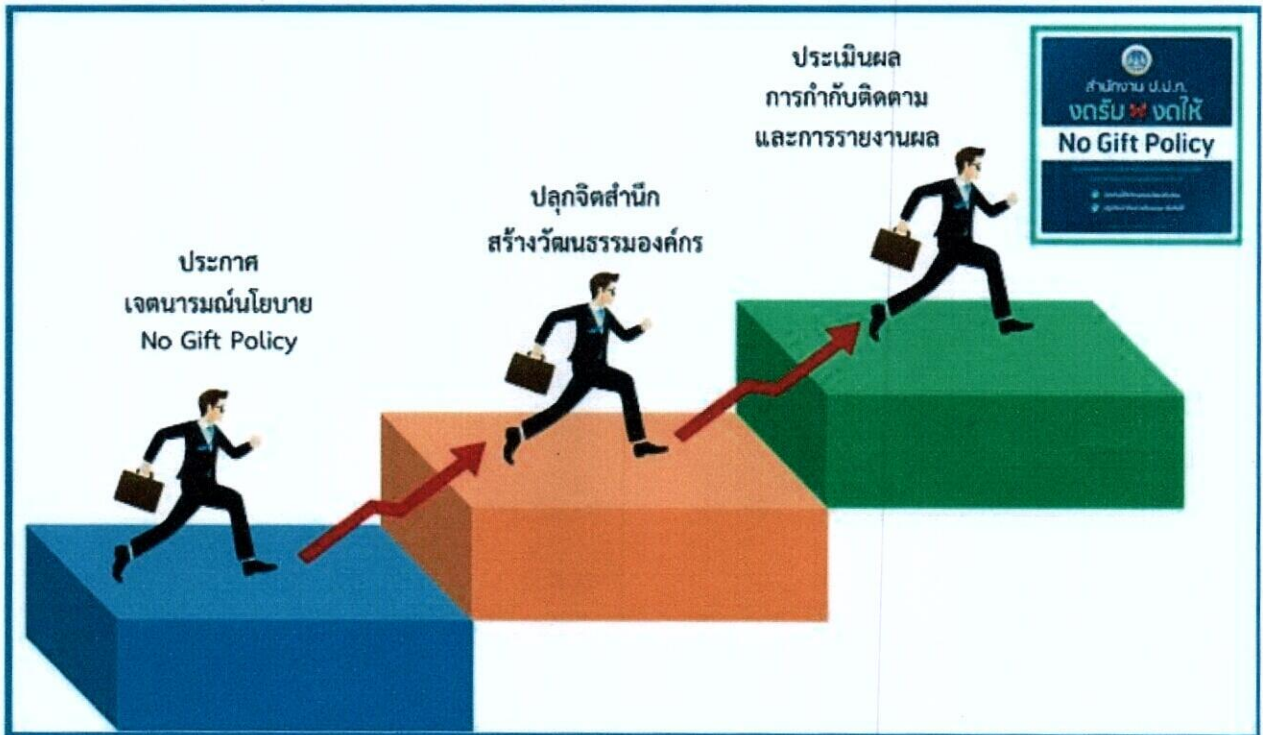 ประกาศ
เจตนารมณ์นโยบาย
No Gift Policy
ปลุกจิตสำนึก
สร้างวัฒนธรรมองค์กร
ประเมินผล
การกำกับติดตาม
และการรายงานผล
สำนักงาน ป.ป.ท.
งดรับ งดให้
No Gift Policy